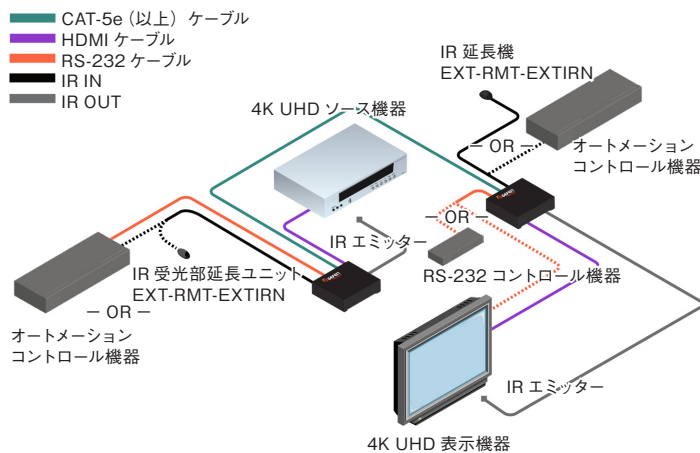 CAT-5e（以上）ケーブル
HDMI ケーブル
RS-232 ケーブル
IR IN
IR OUT
IR 延長機
EXT-RMT-EXTIRN
4K UHD ソース機器
— OR —
オートメーション
コントロール機器
— OR —
IR エミッター
RS-232 コントロール機器
IR 受光部延長ユニット
EXT-RMT-EXTIRN
— OR —
オートメーション
コントロール機器
IR エミッター
4K UHD 表示機器